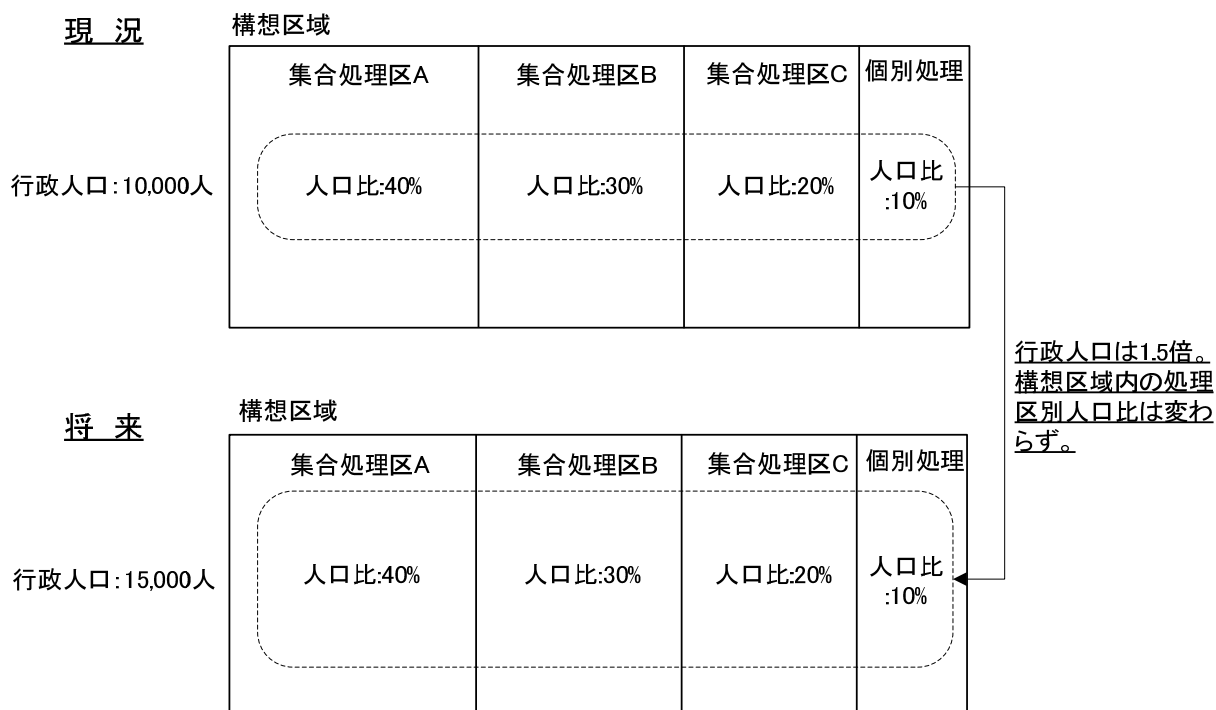 現 況
構想区域
集合処理区A
集合処理区B
集合処理区C
個別処理
行政人口:10,000人
人口比:40%
人口比:30%
人口比:20%
人口比
:10%
行政人口は1.5倍。
構想区域内の処理
区別人口比は変わ
らず。
将 来
構想区域
集合処理区A
集合処理区B
集合処理区C
個別処理
行政人口:15,000人
人口比:40%
人口比:30%
人口比:20%
人口比
:10%